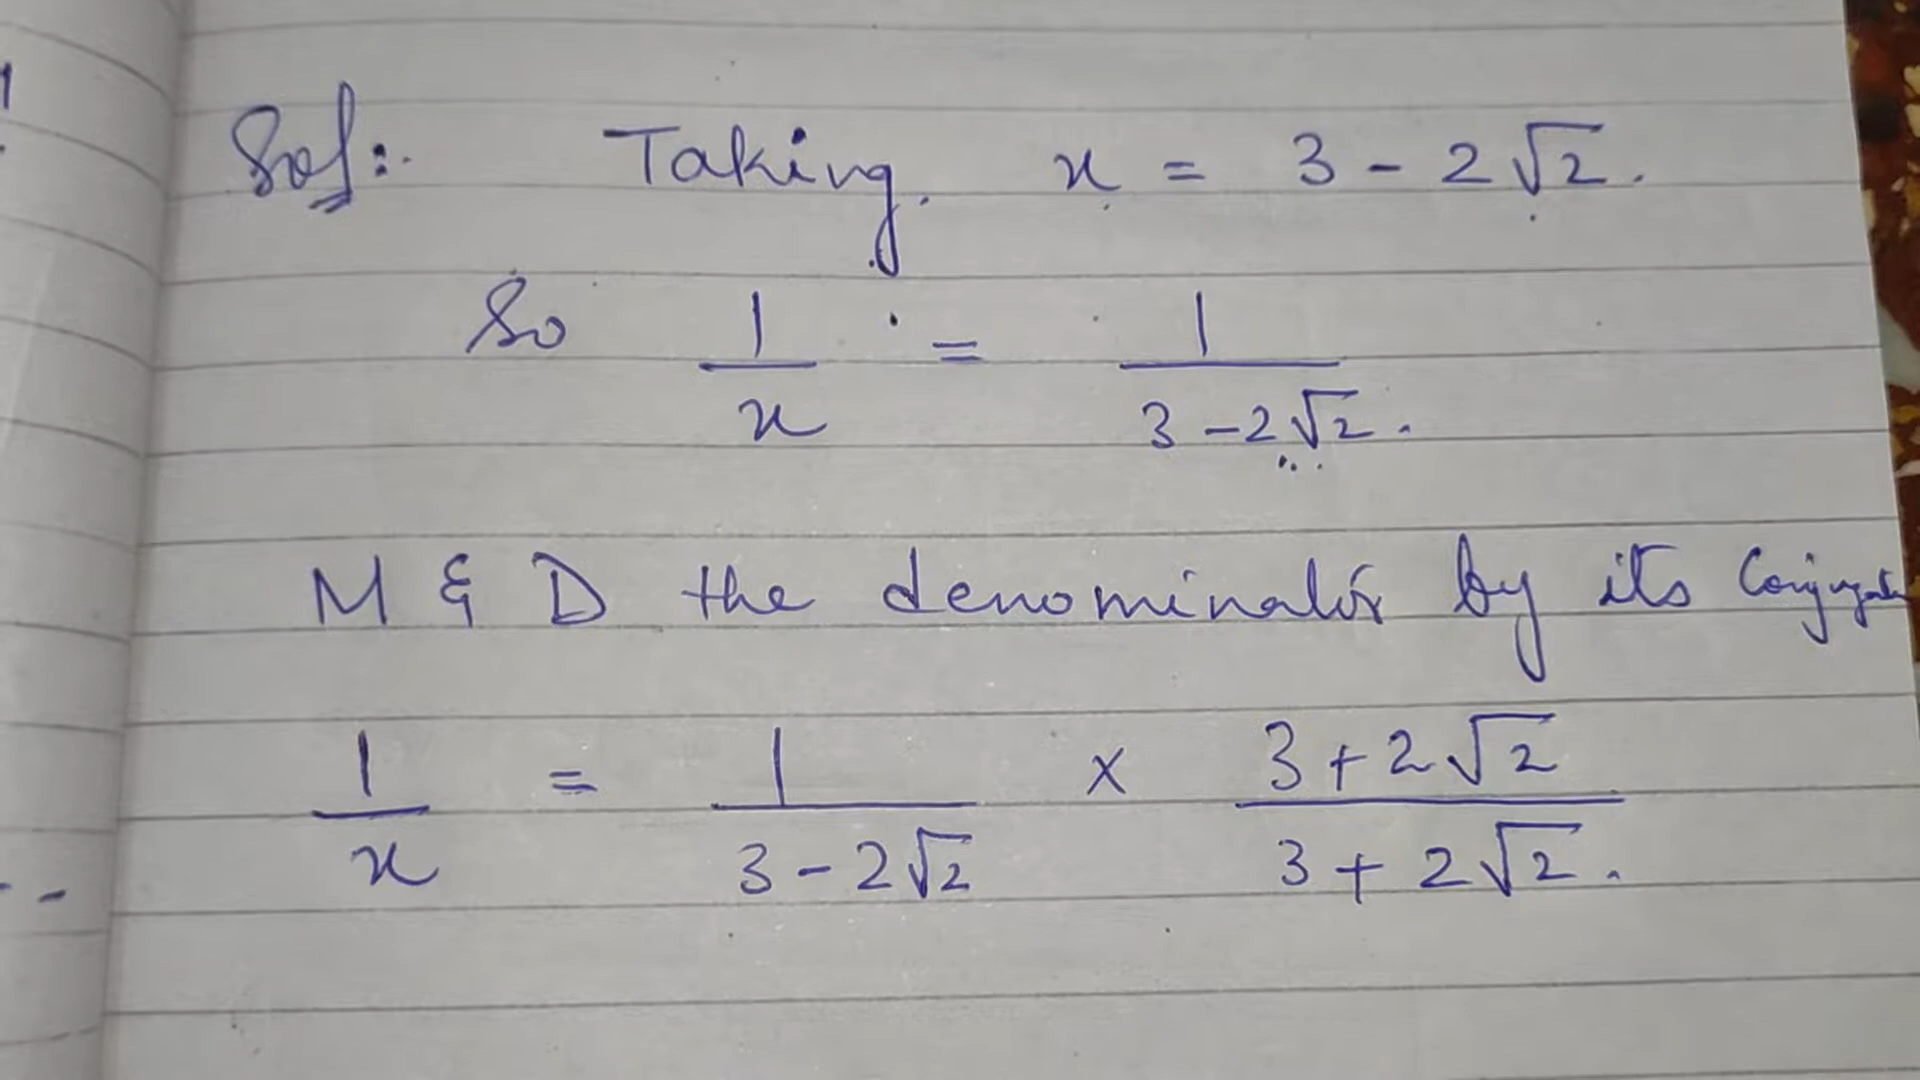 Sol:. Taking. x = 3 - 2√2.
So 1/x = 1/(3 - 2√2).
M & D the denominator by its Conjugate
1/x = 1/(3 - 2√2) × (3 + 2√2)/(3 + 2√2).